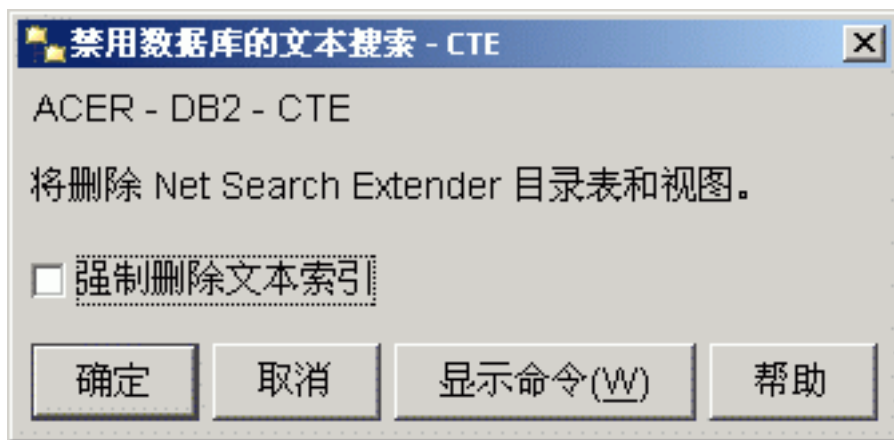 禁用数据库的文本搜索 - CTE
ACER - DB2 - CTE
将删除 Net Search Extender 目录表和视图。
强制删除文本索引
确定 取消 显示命令(W) 帮助